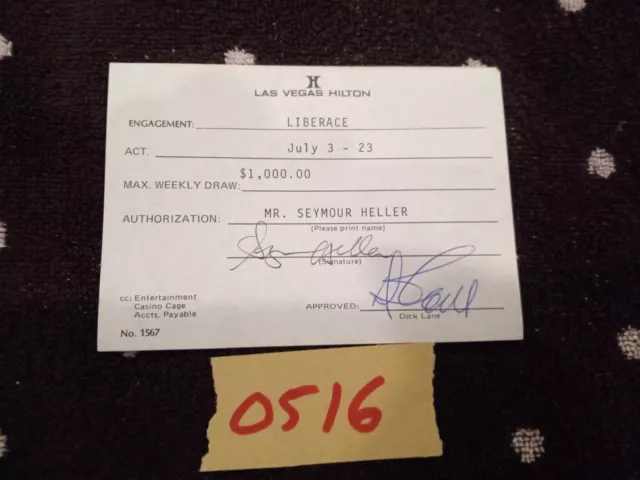 LAS VEGAS HILTON
ENGAGEMENT: LIBERACE
ACT. July 3 - 23
MAX. WEEKLY DRAW: $1,000.00
AUTHORIZATION: MR. SEYMOUR HELLER
(Please print name)
(Signature)
cc: Entertainment
Casino Cage
Accts. Payable
APPROVED:
Dick Lane
No. 1567
0516